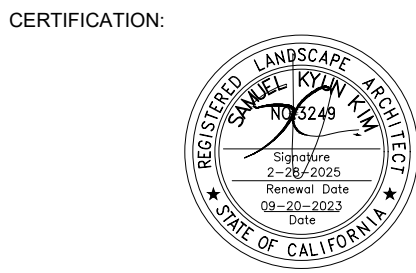 CERTIFICATION:
REGISTERED LANDSCAPE ARCHITECT
SAMUEL KYUN KIM
NO.3249
Signature
2-28-2025
Renewal Date
09-20-2023
Date
STATE OF CALIFORNIA